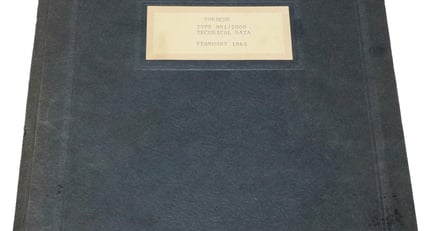 PORSCHE
TYPE 901/2000
TECHNICAL DATA
FEBRUARY 1965